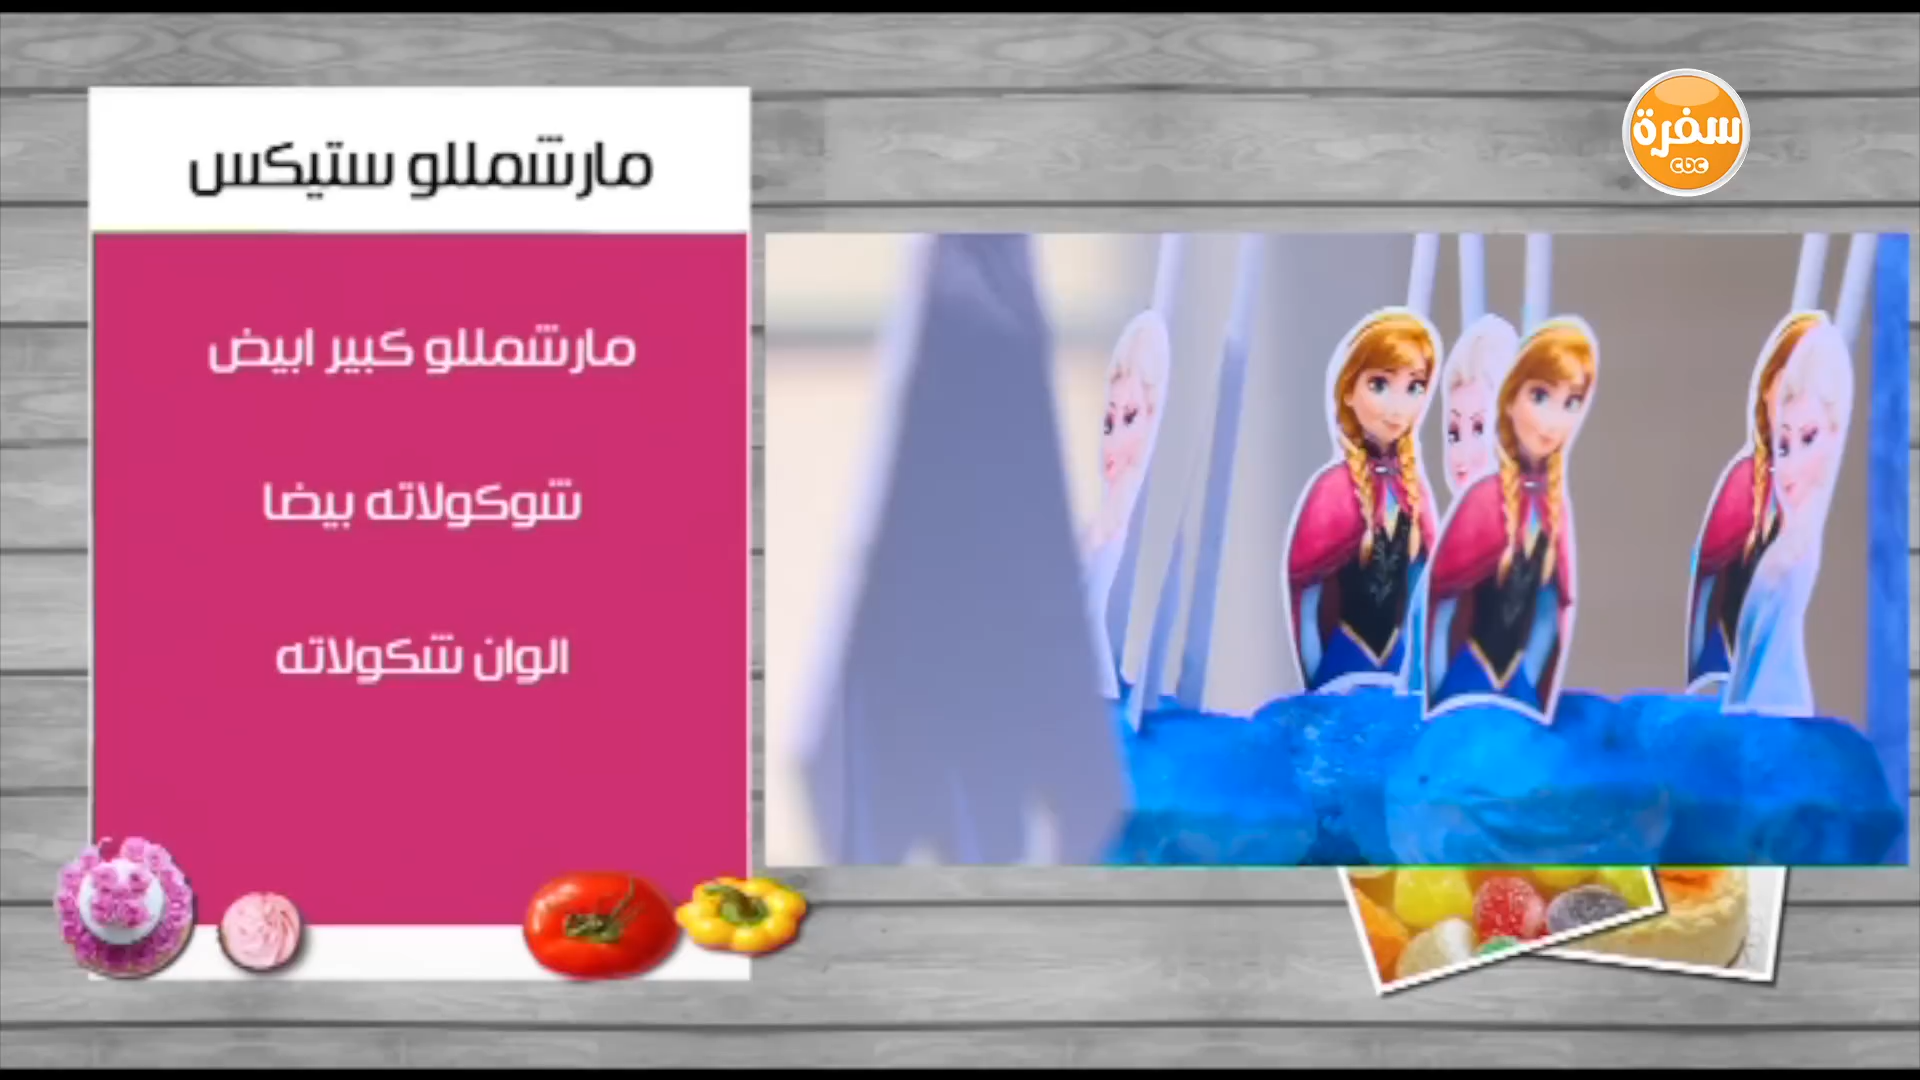 مارشمللو ستيكس
مارشمللو كبير ابيض
شوكولاته بيضا
الوان شكولاته
سفرة
cbc